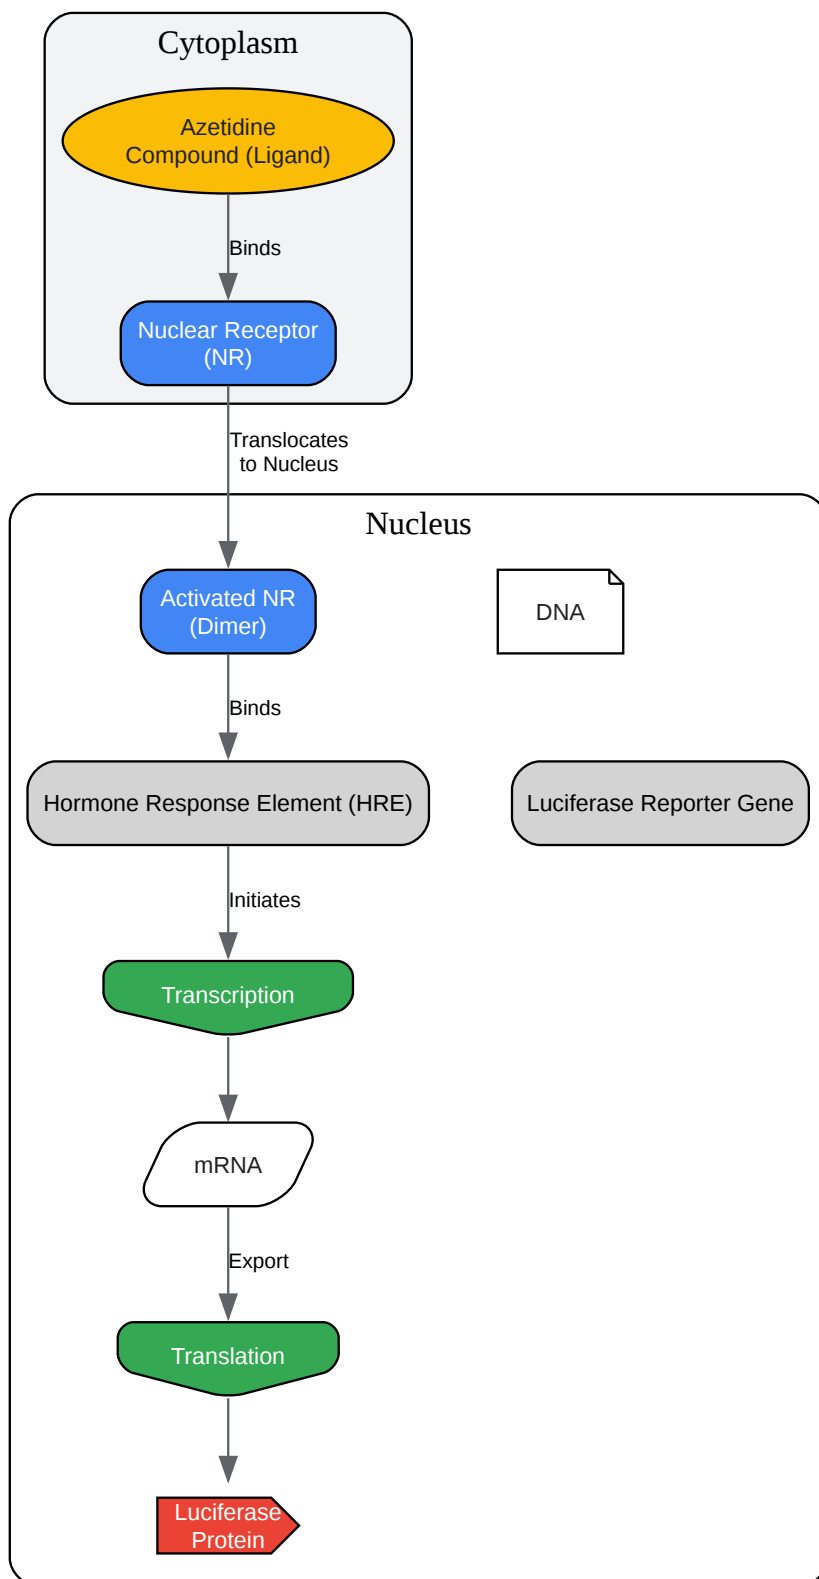 Cytoplasm
Azetidine
Compound (Ligand)
Binds
Nuclear Receptor
(NR)
Translocates
to Nucleus
Nucleus
Activated NR
(Dimer)
DNA
Binds
Hormone Response Element (HRE)
Luciferase Reporter Gene
Initiates
Transcription
mRNA
Export
Translation
Luciferase
Protein